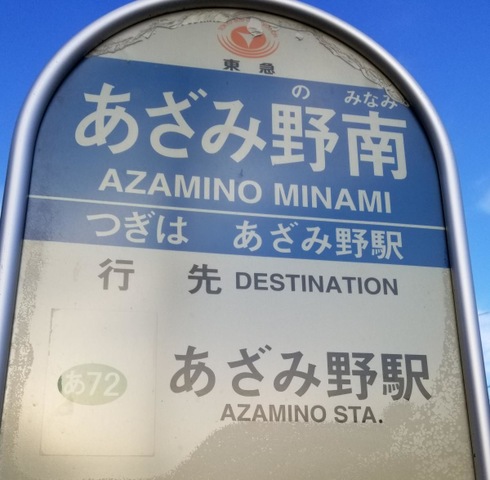 東急
の みなみ
あざみ野南
AZAMINO MINAMI
つぎは あざみ野駅
行先 DESTINATION
あ72 あざみ野駅
AZAMINO STA.